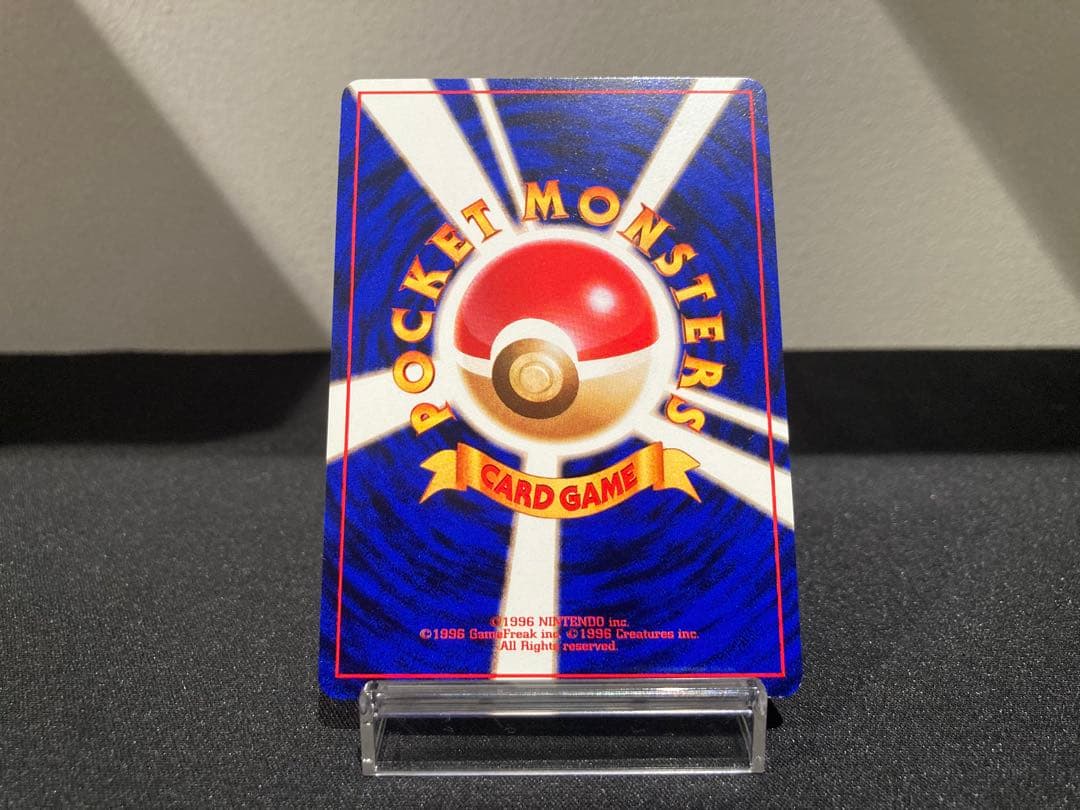 POCKET MONSTERS
CARD GAME
©1996 NINTENDO inc.
©1996 GameFreak inc. ©1996 Creatures inc.
All Rights reserved.